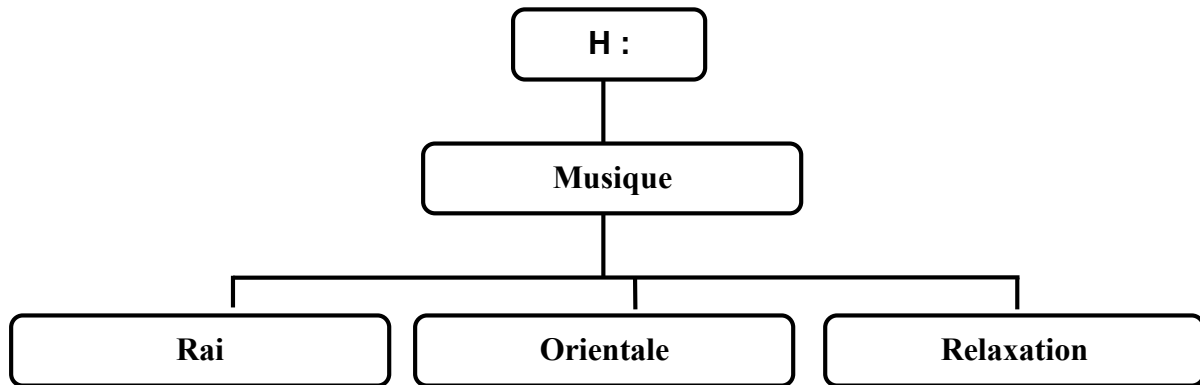 H :
Musique
Rai
Orientale
Relaxation